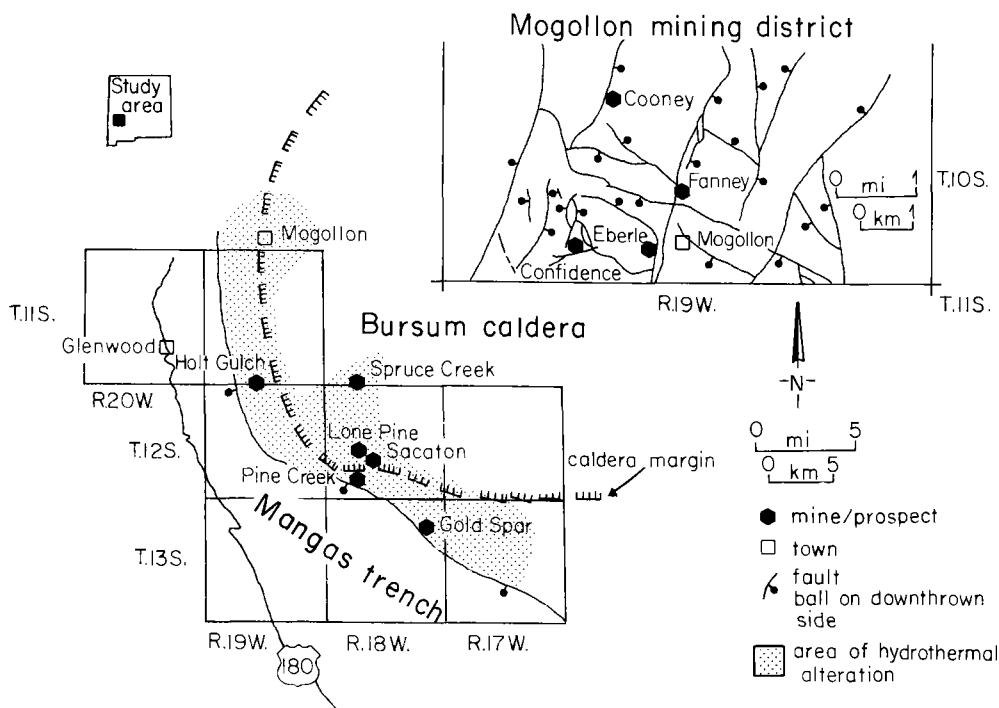 Mogollon mining district
Study
area
Cooney
Fanney
0 mi 1
0 km 1
T.10S.
Eberle
Mogollon
Confidence
R.19W.
T.11S.
Mogollon
T.11S.
Glenwood
Bursum caldera
Holt Gulch
Spruce Creek
R.20W.
-N-
Lone Pine
T.12S.
Sacaton
0 mi 5
0 km 5
caldera margin
Pine Creek
Gold Spar
Mangas trench
T.13S.
R.19W.
R.18W.
R.17W.
180
mine/prospect
town
fault
ball on downthrown
side
area of hydrothermal
alteration